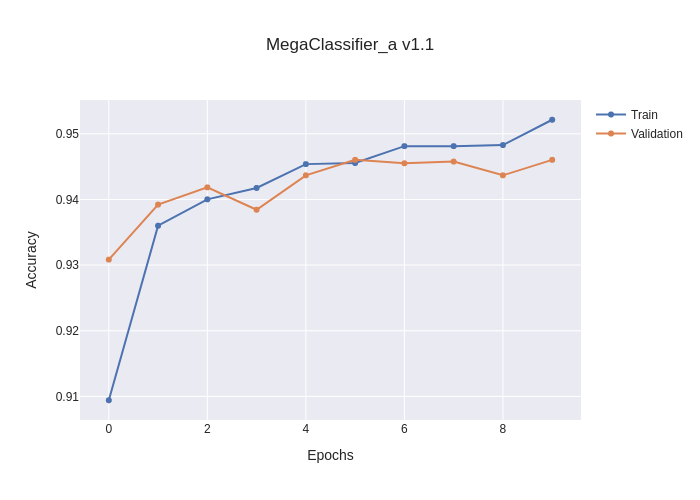 MegaClassifier_a v1.1
Train
Validation
0.95
0.94
0.93
0.92
0.91
Accuracy
0 2 4 6 8
Epochs